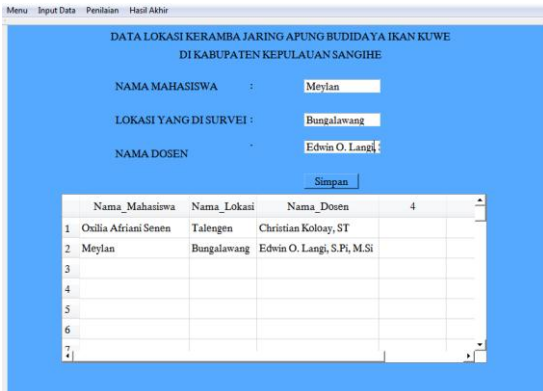 Menu Input Data Penilaian Hasil Akhir
DATA LOKASI KERAMBA JARING APUNG BUDIDAYA IKAN KUWE
DI KABUPATEN KEPULAUAN SANGIHE
NAMA MAHASISWA : Meylan
LOKASI YANG DI SURVEI : Bungalawang
NAMA DOSEN : Edwin O. Langi,
Simpan
Nama_Mahasiswa Nama_Lokasi Nama_Dosen 4
1 Oxilia Afriani Senen Talengen Christian Koloay, ST
2 Meylan Bungalawang Edwin O. Langi, S.Pi, M.Si
3
4
5
6
7